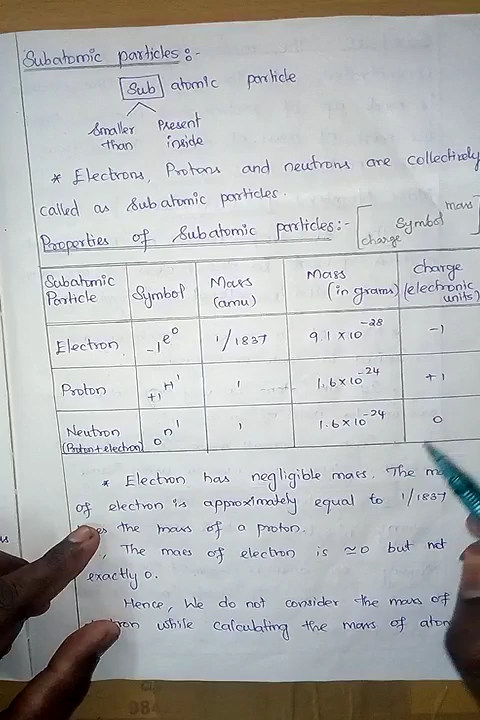 Subatomic particles :-
Sub atomic particle
Smaller than Present inside
* Electrons, Protons and neutrons are collectively
called as Subatomic particles.
Properties of Subatomic particles:- [charge Symbol mass]
Subatomic Particle Symbol Mass (amu) Mass (in grams) Charge (electronic units)
Electron -1e0 1/1837 9.1 × 10^-28 -1
Proton +1H1 1 1.6 × 10^-24 +1
Neutron (Proton + electron) 0n1 1 1.6 × 10^-24 0
* Electron has negligible mass. The
of electron is approximately equal to 1/1837
the mass of a proton.
The mass of electron is ≃0 but not
exactly 0.
Hence, We do not consider the mass of
while calculating the mass of
984